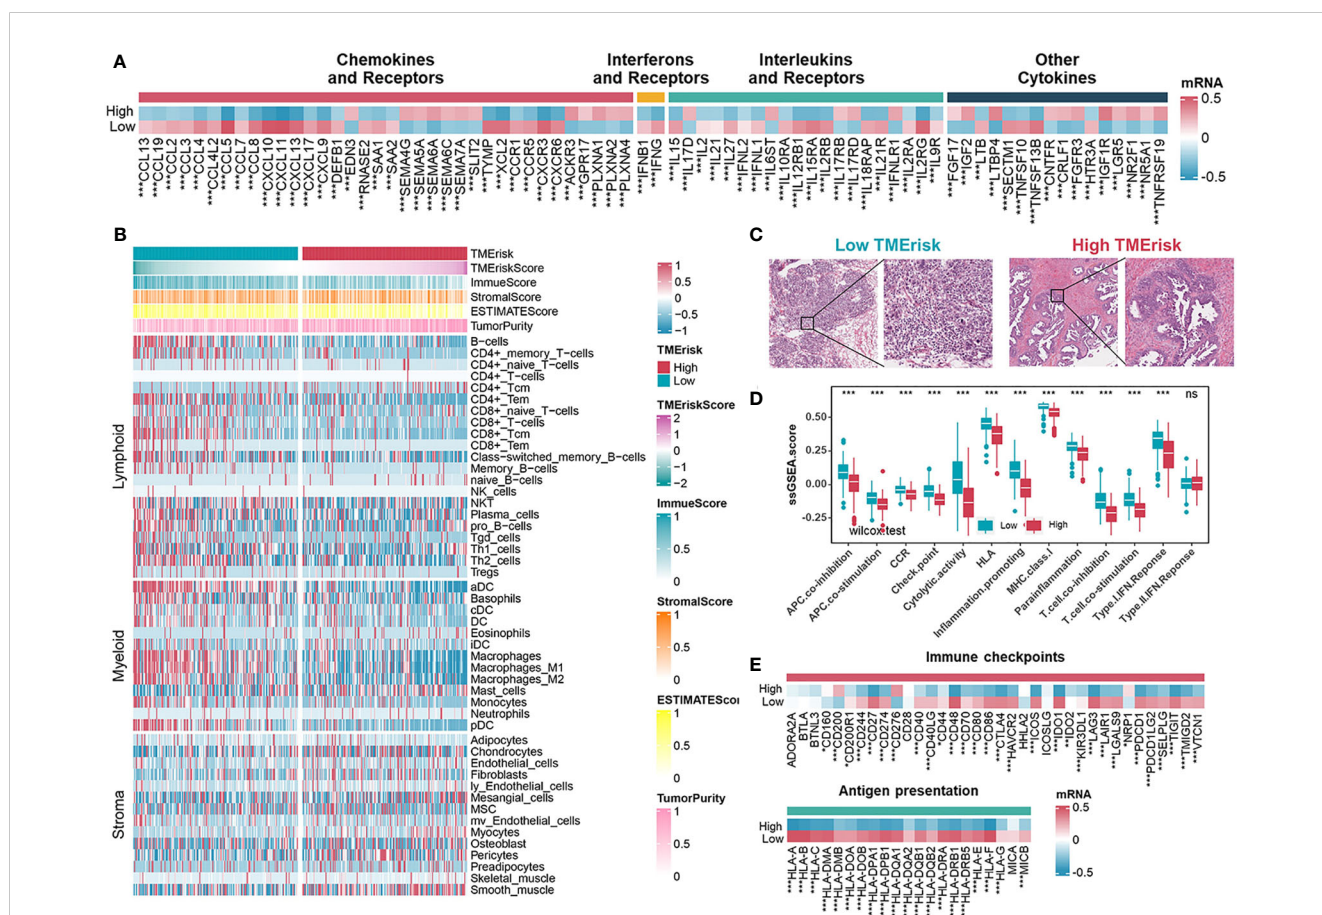 A
Chemokines
and Receptors
Interferons
and Receptors
Interleukins
and Receptors
Other
Cytokines
mRNA
0.5
0
-0.5
High
Low
***CCL13
***CCL19
***CCL2
***CCL3
***CCL4
***CCL4L2
***CCL5
***CCL7
***CCL8
***CXCL10
***CXCL11
***CXCL13
***CXCL17
***CXCL9
***DEFB1
***EDN3
***RNASE2
***SAA1
***SAA2
***SEMA4G
***SEMA5A
***SEMA6A
***SEMA6C
***SEMA7A
***SLIT2
***TYMP
***XCL2
***CCR1
***CCR5
***CXCR3
***CXCR6
***ACKR3
***GPR17
***PLXNA1
***PLXNA2
***PLXNA4
***IFNB1
***IFNG
***IL15
***IL17D
***IL2
***IL21
***IL27
***IFNL2
***IFNL1
***IL6ST
***IL10RA
***IL12RB1
***IL15RA
***IL2RB
***IL17RB
***IL17RD
***IL18RAP
***IL21R
***IFNLR1
***IL2RA
***IL2RG
***IL9R
***FGF17
***IGF2
***LTB
***LTBP4
***SECTM1
***TNFSF10
***TNFSF13B
***CNTFR
***CRLF1
***FGFR3
***HTR3A
***IGF1R
***LGR5
***NR2F1
***NR5A1
***TNFRSF19
B
TMErisk
TMEriskScore
ImmueScore
StromalScore
ESTIMATEScore
TumorPurity
Lymphoid
B-cells
CD4+_memory_T-cells
CD4+_naive_T-cells
CD4+_T-cells
CD4+_Tcm
CD4+_Tem
CD8+_naive_T-cells
CD8+_T-cells
CD8+_Tcm
CD8+_Tem
Class-switched_memory_B-cells
Memory_B-cells
naive_B-cells
NK_cells
NKT
Plasma_cells
pro_B-cells
Tgd_cells
Th1_cells
Th2_cells
Tregs
Myeloid
aDC
Basophils
cDC
DC
Eosinophils
iDC
Macrophages
Macrophages_M1
Macrophages_M2
Mast_cells
Monocytes
Neutrophils
pDC
Stroma
Adipocytes
Chondrocytes
Endothelial_cells
Fibroblasts
ly_Endothelial_cells
Mesangial_cells
MSC
mv_Endothelial_cells
Myocytes
Osteoblast
Pericytes
Preadipocytes
Skeletal_muscle
Smooth_muscle
1
0.5
0
−0.5
−1
TMErisk
High
Low
TMEriskScore
2
1
0
−1
−2
ImmueScore
1
0.5
0
StromalScore
1
0.5
0
ESTIMATEScor
1
0.5
0
TumorPurity
1
0.5
0
C
Low TMErisk
High TMErisk
D
*** *** *** *** *** *** *** *** *** *** *** *** ns
ssGSEA.score
0.50
0.25
0.00
-0.25
wilcox.test
Low
High
APC.co-inhibition
APC.co-stimulation
CCR
Check.point
Cytolytic.activity
HLA
Inflammation.promoting
MHC.class.I
Parainflammation
T.cell.co-inhibition
T.cell.co-stimulation
Type.I.IFN.Reponse
Type.II.IFN.Reponse
E
Immune checkpoints
High
Low
ADORA2A
BTLA
BTNL3
*CD160
***CD200
*CD200R1
***CD244
***CD27
***CD274
***CD276
CD28
***CD40
***CD40LG
*CD44
***CD48
***CD70
***CD80
***CD86
***CTLA4
***HAVCR2
HHLA2
***ICOS
ICOSLG
***IDO1
**IDO2
***KIR3DL1
***LAG3
***LAIR1
***LGALS9
*NRP1
***PDCD1
***PDCD1LG2
***SELPLG
***TIGIT
***TMIGD2
***VTCN1
Antigen presentation
High
Low
***HLA-A
***HLA-B
***HLA-C
***HLA-DMA
***HLA-DMB
***HLA-DOA
***HLA-DOB
***HLA-DPA1
***HLA-DPB1
***HLA-DQA1
***HLA-DQA2
***HLA-DQB1
***HLA-DQB2
***HLA-DRA
***HLA-DRB1
***HLA-DRB5
***HLA-E
***HLA-F
***HLA-G
MICA
***MICB
mRNA
0.5
0
-0.5